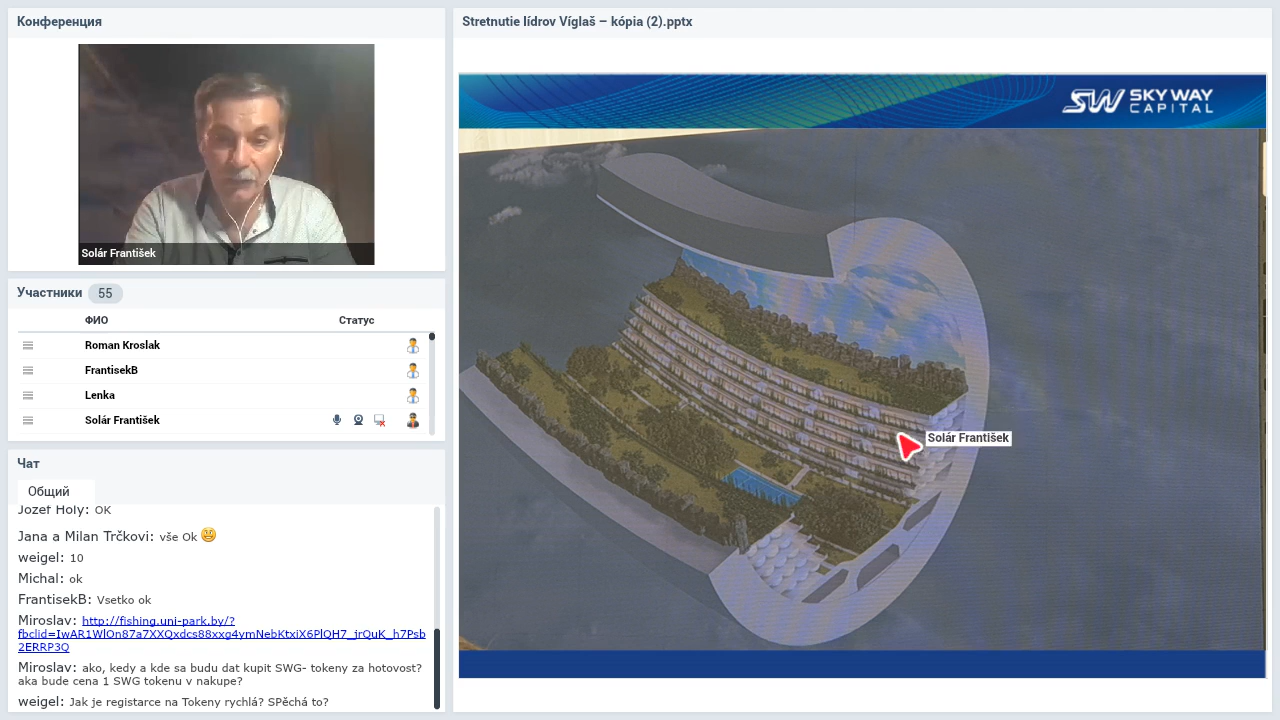 Конференция
Solár František
Участники 55
ФИО Статус
Roman Kroslak
FrantisekB
Lenka
Solár František
Чат
Общий
Jozef Holy: OK
Jana a Milan Trčkovi: vše Ok
weigel: 10
Michal: ok
FrantisekB: Vsetko ok
Miroslav: http://fishing.uni-park.by/?
fbclid=IwAR1WlOn87a7XXQxdcs88xxg4ymNebKtxiX6PlQH7_jrQuK_h7Psb
2ERRP3Q
Miroslav: ako, kedy a kde sa budu dat kupit SWG- tokeny za hotovost?
aka bude cena 1 SWG tokenu v nakupe?
weigel: Jak je registarce na Tokeny rychlá? SPěchá to?
Stretnutie lídrov Víglaš – kópia (2).pptx
SW SKY WAY
CAPITAL
Solár František